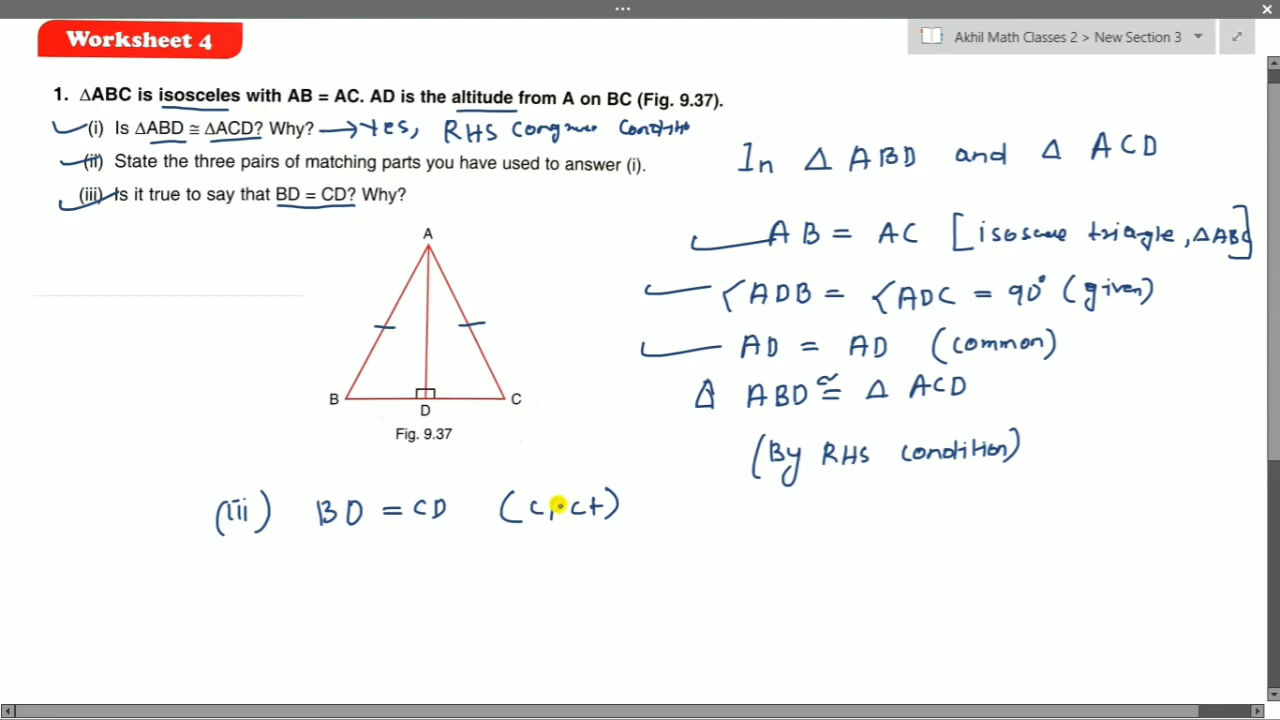 Worksheet 4
Akhil Math Classes 2 > New Section 3
1. ΔABC is isosceles with AB = AC. AD is the altitude from A on BC (Fig. 9.37).
(i) Is ΔABD ≅ ΔACD? Why? → Yes, RHS
(ii) State the three pairs of matching parts you have used to answer (i).
(iii) Is it true to say that BD = CD? Why?
In Δ ABD and Δ ACD
AB = AC [ triangle, ΔABC]
∠ADB = ∠ADC = 90° (given)
AD = AD (common)
Δ ABD ≅ Δ ACD
(By RHS condition)
A
B
D
C
Fig. 9.37
(iii) BD = CD (cpct)